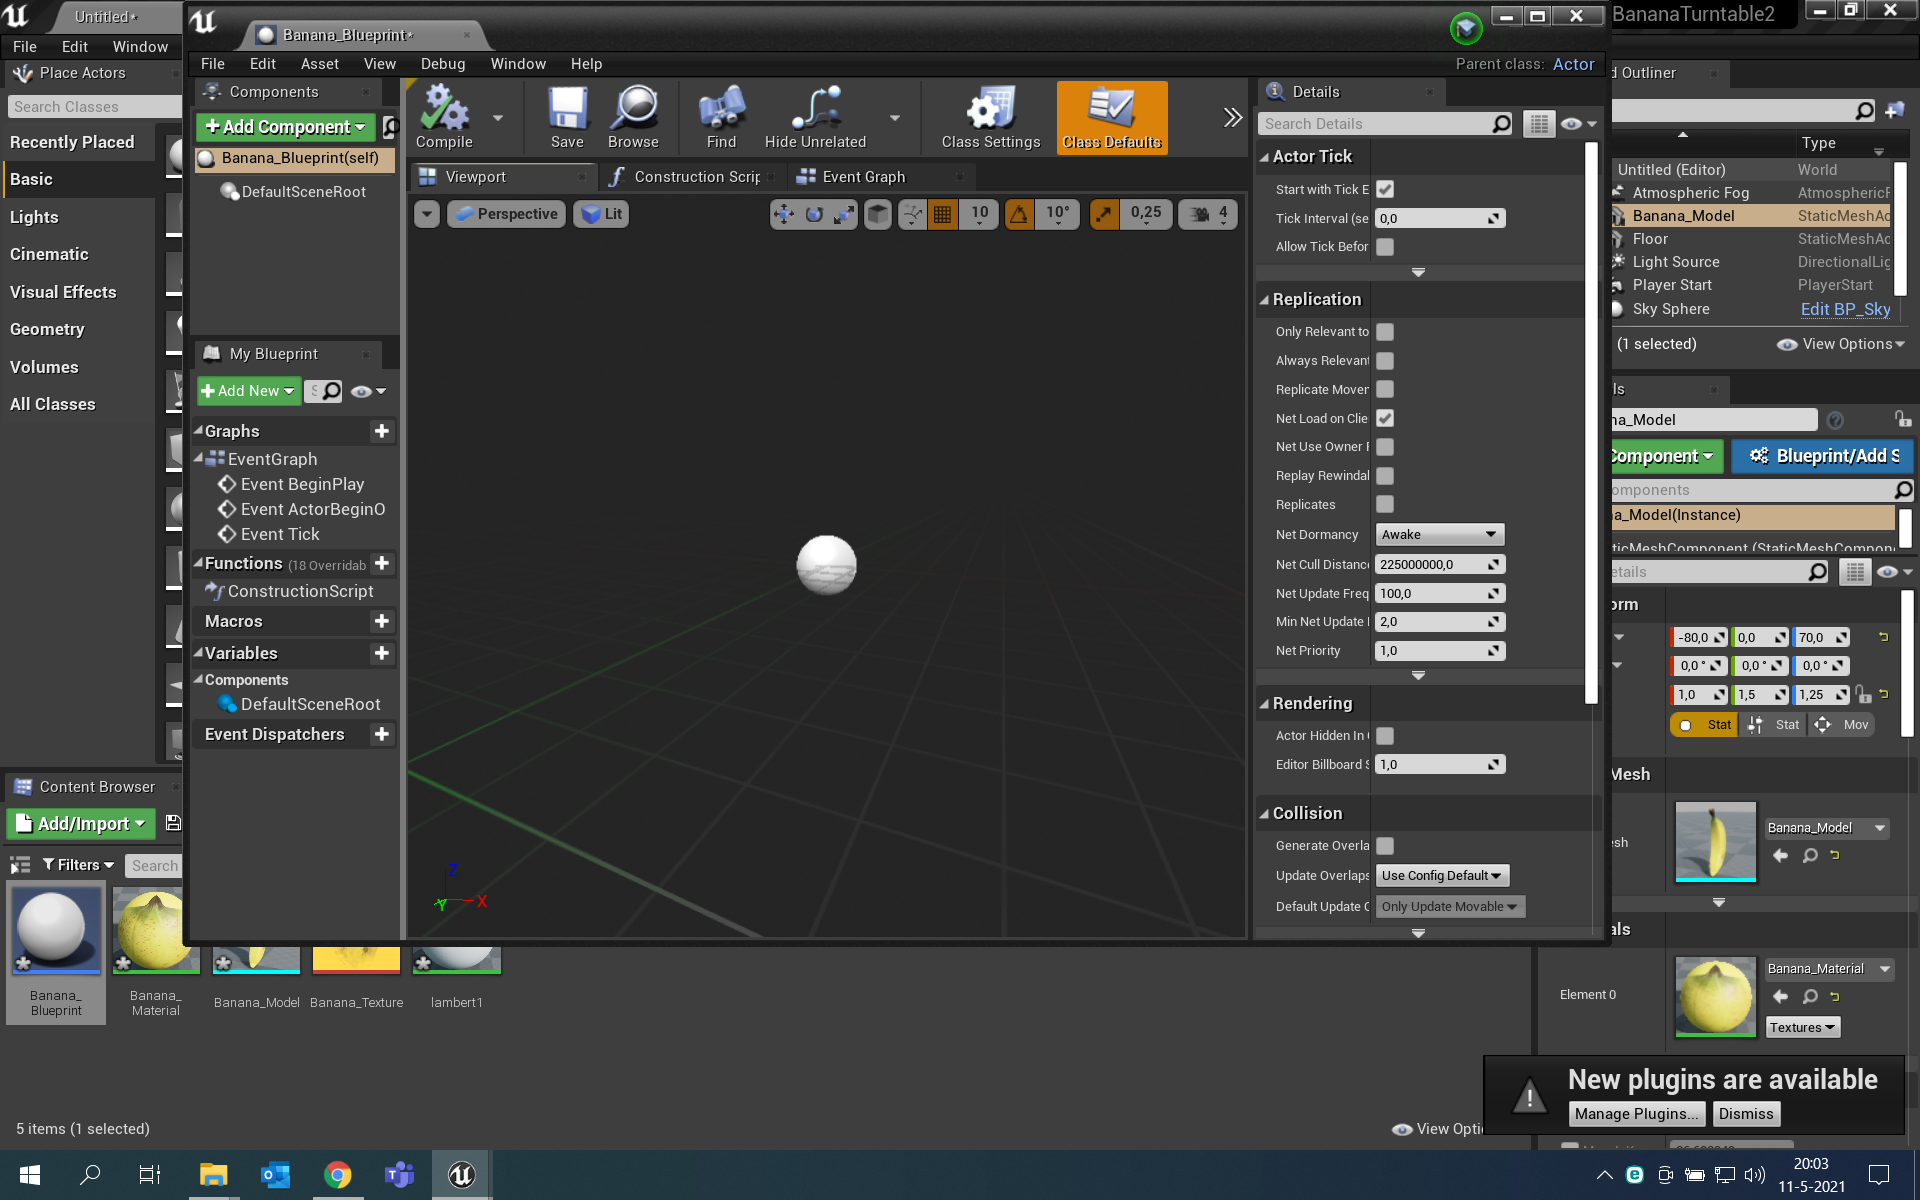 Untitled*
File Edit Window
Place Actors
Search Classes
Recently Placed
Basic
Lights
Cinematic
Visual Effects
Geometry
Volumes
All Classes
Banana_Blueprint*
File Edit Asset View Debug Window Help
Parent class: Actor
Components
Add Component
Banana_Blueprint(self)
DefaultSceneRoot
My Blueprint
Add New
Graphs
EventGraph
Event BeginPlay
Event ActorBeginO
Event Tick
Functions (18 Overridab
ConstructionScript
Macros
Variables
Components
DefaultSceneRoot
Event Dispatchers
Compile Save Browse Find Hide Unrelated Class Settings Class Defaults
Viewport Construction Scrip Event Graph
Perspective Lit 10 10° 0,25 4
Z
Y X
Details
Search Details
Actor Tick
Start with Tick E
Tick Interval (se 0,0
Allow Tick Befor
Replication
Only Relevant to
Always Relevant
Replicate Mover
Net Load on Clie
Net Use Owner
Replay Rewindal
Replicates
Net Dormancy Awake
Net Cull Distance 225000000,0
Net Update Freq 100,0
Min Net Update 2,0
Net Priority 1,0
Rendering
Actor Hidden In
Editor Billboard S 1,0
Collision
Generate Overla
Update Overlaps Use Config Default
Default Update C Only Update Movable
BananaTurntable2
d Outliner
Type
Untitled (Editor) World
Atmospheric Fog AtmosphericF
Banana_Model StaticMeshAc
Floor StaticMeshAc
Light Source DirectionalLig
Player Start PlayerStart
Sky Sphere Edit BP_Sky
(1 selected) View Options
ls
na_Model
Component Blueprint/Add S
omponents
na_Model(Instance)
ticMeshComponent (StaticMeshCompon
etails
orm
-80,0 0,0 70,0
0,0 ° 0,0 ° 0,0 °
1,0 1,5 1,25
Stat Stat Mov
Mesh
esh Banana_Model
als
Element 0 Banana_Material
Textures
Content Browser
Add/Import
Filters Search
Banana_
Blueprint
Banana_
Material
Banana_Model Banana_Texture lambert1
5 items (1 selected) View Opti
New plugins are available
Manage Plugins... Dismiss
20:03
11-5-2021